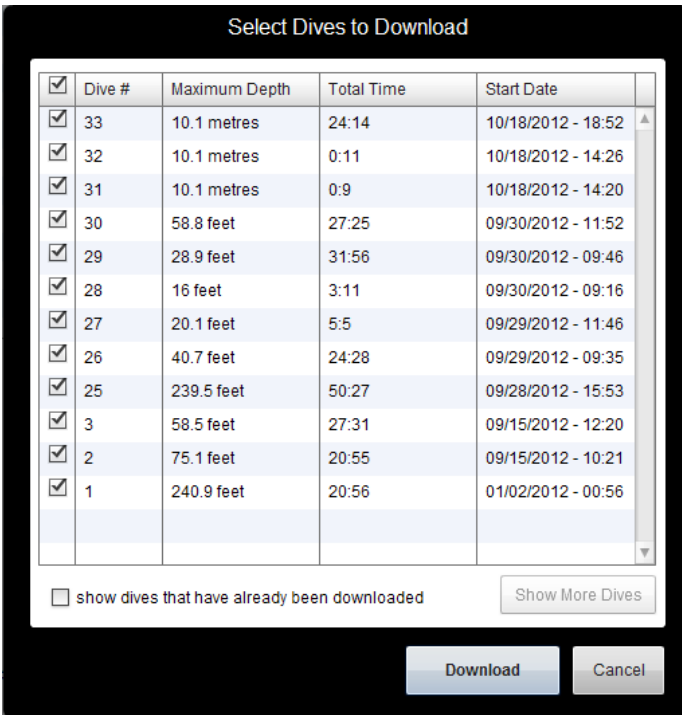 Select Dives to Download
Dive # Maximum Depth Total Time Start Date
33 10.1 metres 24:14 10/18/2012 - 18:52
32 10.1 metres 0:11 10/18/2012 - 14:26
31 10.1 metres 0:9 10/18/2012 - 14:20
30 58.8 feet 27:25 09/30/2012 - 11:52
29 28.9 feet 31:56 09/30/2012 - 09:46
28 16 feet 3:11 09/30/2012 - 09:16
27 20.1 feet 5:5 09/29/2012 - 11:46
26 40.7 feet 24:28 09/29/2012 - 09:35
25 239.5 feet 50:27 09/28/2012 - 15:53
3 58.5 feet 27:31 09/15/2012 - 12:20
2 75.1 feet 20:55 09/15/2012 - 10:21
1 240.9 feet 20:56 01/02/2012 - 00:56
show dives that have already been downloaded Show More Dives
Download Cancel